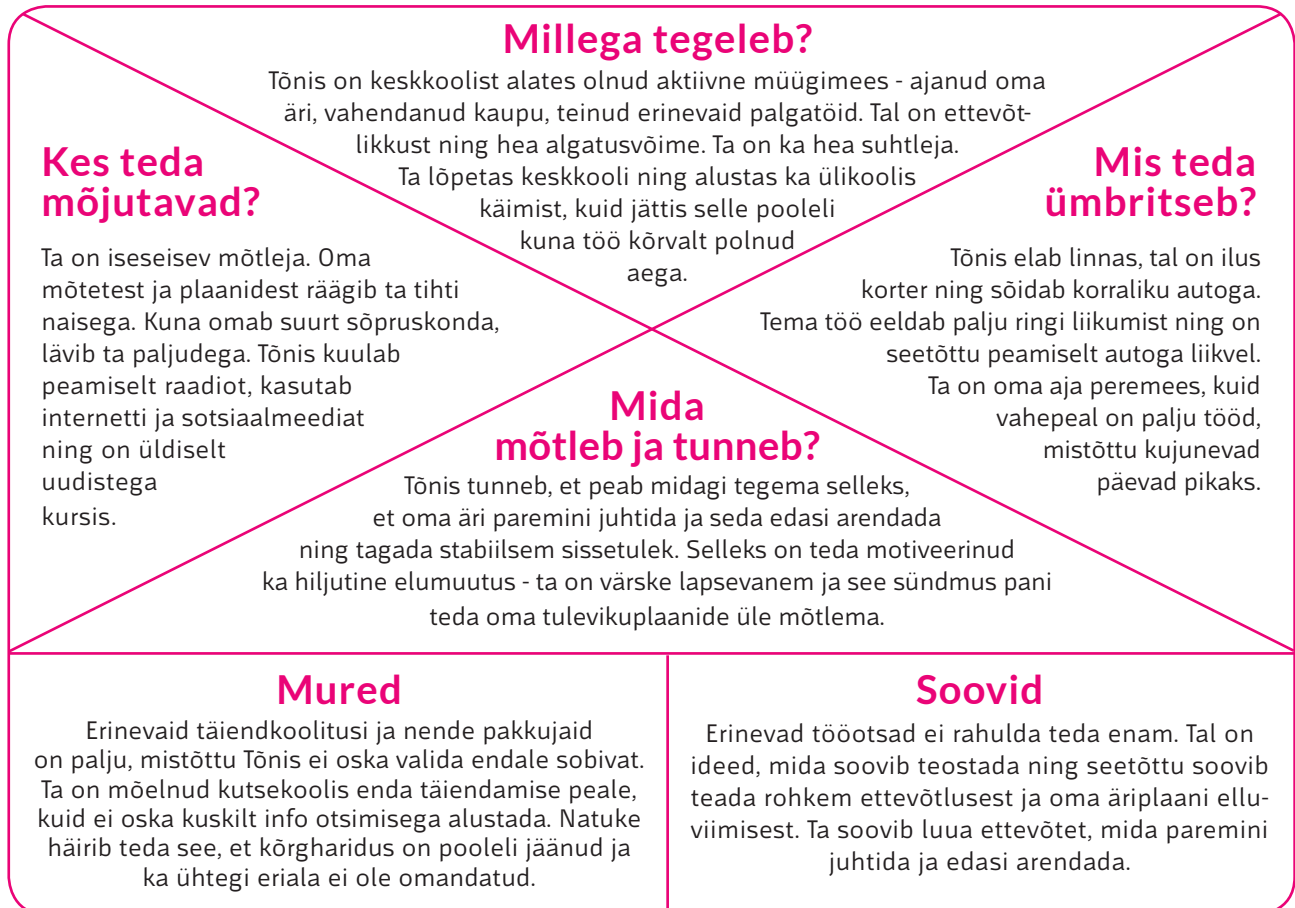 Millega tegeleb?
Tõnis on keskkoolist alates olnud aktiivne müügimees - ajanud oma
äri, vahendanud kaupu, teinud erinevaid palgatöid. Tal on ettevõt-
likkust ning hea algatusvõime. Ta on ka hea suhtleja.
Ta lõpetas keskkooli ning alustas ka ülikoolis
käimist, kuid jättis selle pooleli
kuna töö kõrvalt polnud
aega.
Kes teda
mõjutavad?
Ta on iseseisev mõtleja. Oma
mõtetest ja plaanidest räägib ta tihti
naisega. Kuna omab suurt sõpruskonda,
lävib ta paljudega. Tõnis kuulab
peamiselt raadiot, kasutab
internetti ja sotsiaalmeediat
ning on üldiselt
uudistega
kursis.
Mis teda
ümbritseb?
Tõnis elab linnas, tal on ilus
korter ning sõidab korraliku autoga.
Tema töö eeldab palju ringi liikumist ning on
seetõttu peamiselt autoga liikvel.
Ta on oma aja peremees, kuid
vahepeal on palju tööd,
mistõttu kujunevad
päevad pikaks.
Mida
mõtleb ja tunneb?
Tõnis tunneb, et peab midagi tegema selleks,
et oma äri paremini juhtida ja seda edasi arendada
ning tagada stabiilsem sissetulek. Selleks on teda motiveerinud
ka hiljutine elumuutus - ta on värske lapsevanem ja see sündmus pani
teda oma tulevikuplaanide üle mõtlema.
Mured
Erinevaid täiendkoolitusi ja nende pakkujaid
on palju, mistõttu Tõnis ei oska valida endale sobivat.
Ta on mõelnud kutsekoolis enda täiendamise peale,
kuid ei oska kuskilt info otsimisega alustada. Natuke
häirib teda see, et kõrgharidus on pooleli jäänud ja
ka ühtegi eriala ei ole omandatud.
Soovid
Erinevad tööotsad ei rahulda teda enam. Tal on
ideed, mida soovib teostada ning seetõttu soovib
teada rohkem ettevõtlusest ja oma äriplaani ellu-
viimisest. Ta soovib luua ettevõtet, mida paremini
juhtida ja edasi arendada.